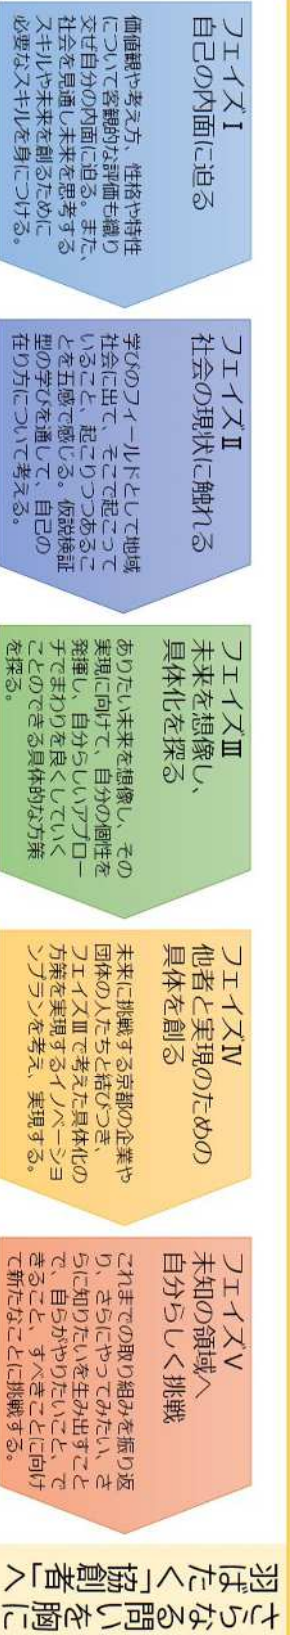 フェイズⅠ
自己の内面に迫る
価値観や考え方、性格や特性
について客観的な評価も織り
交ぜ自分の内面に迫る。また、
社会を見通し未来を思考する
スキルや未来を創るために
必要なスキルを身につける。
フェイズⅡ
社会の現状に触れる
学びのフィールドとして地域
社会に出て、そこで起こって
いること、起こりつつあるこ
とを五感で感じる。仮説検証
型の学びを通して、自己の
在り方について考える。
フェイズⅢ
未来を想像し、
具体化を探る
ありたい未来を想像し、その
実現に向けて、自分の個性を
発揮し、自分らしいアプロー
チでまわりを良くしていく
ことのできる具体的な方策
を探る。
フェイズⅣ
他者と実現のための
具体を創る
未来に挑戦する京都の企業や
団体の人たちと結びつき、
フェイズⅢで考えた具体化の
方策を実現するイノベーショ
ンプランを考え、実現する。
フェイズⅤ
未知の領域へ
自分らしく挑戦
これまでの取り組みを振り返
り、さらにやってみたい、さ
らに知りたいを生み出すこと
で、自らがやりたいこと、で
きること、すべきことに向け
て新たなことに挑戦する。
さらなる問いを胸に
羽ばたく「協創者」へ